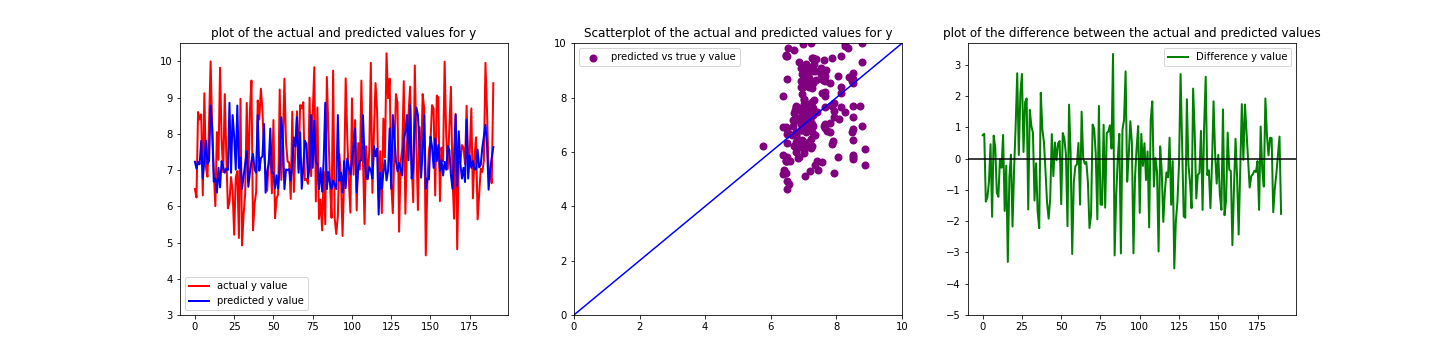 plot of the actual and predicted values for y
10
9
8
7
6
5
4
3
0 25 50 75 100 125 150 175
actual y value
predicted y value
Scatterplot of the actual and predicted values for y
10
8
6
4
2
0
0 2 4 6 8 10
predicted vs true y value
plot of the difference between the actual and predicted values
3
2
1
0
−1
−2
−3
−4
−5
0 25 50 75 100 125 150 175
Difference y value